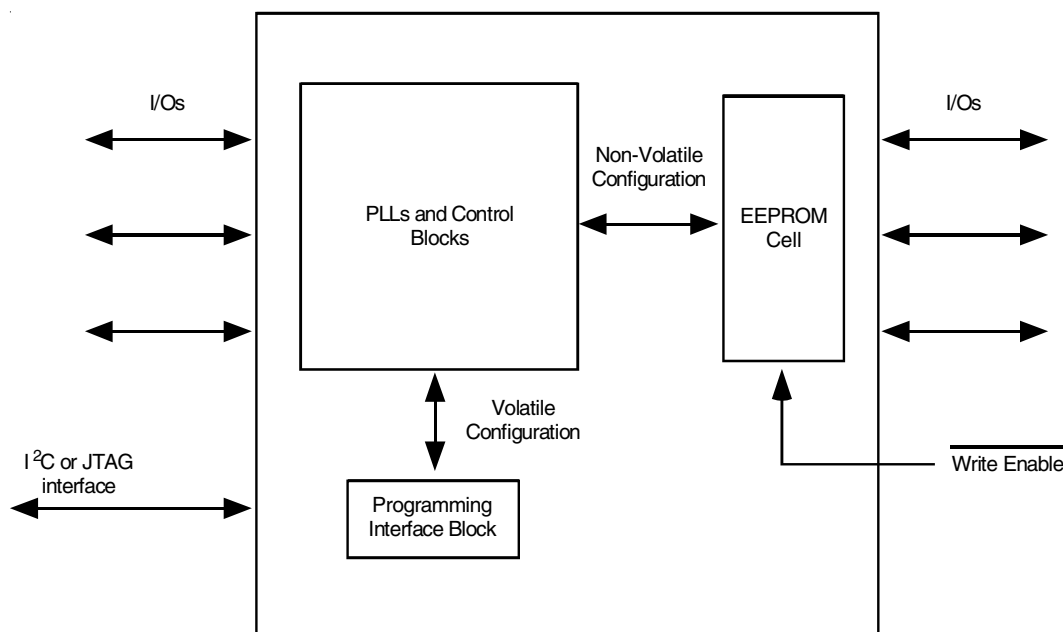 I/Os
I/Os
Non-Volatile
Configuration
PLLs and Control
Blocks
EEPROM
Cell
Volatile
Configuration
I²C or JTAG
interface
Write Enable
Programming
Interface Block